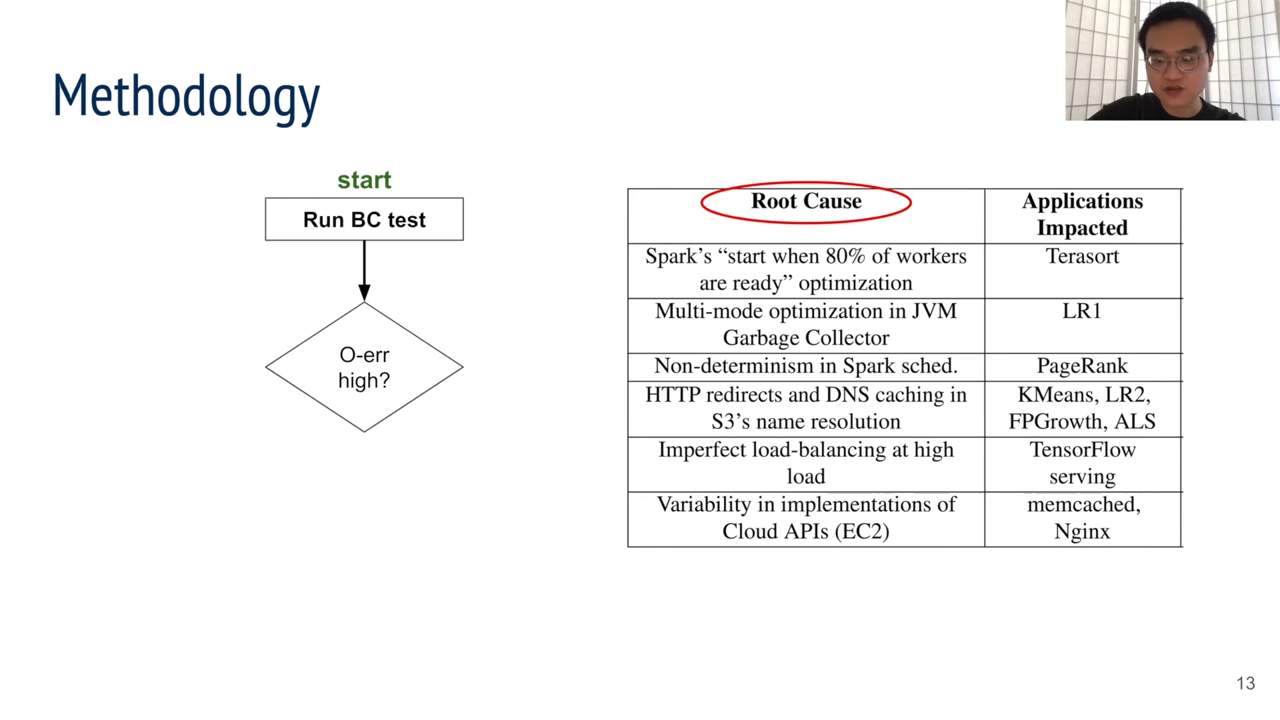 Methodology
start
Run BC test
O-err
high?
Root Cause
Applications
Impacted
Spark's “start when 80% of workers
are ready” optimization
Terasort
Multi-mode optimization in JVM
Garbage Collector
LR1
Non-determinism in Spark sched.
PageRank
HTTP redirects and DNS caching in
S3's name resolution
KMeans, LR2,
FPGrowth, ALS
Imperfect load-balancing at high
load
TensorFlow
serving
Variability in implementations of
Cloud APIs (EC2)
memcached,
Nginx
13